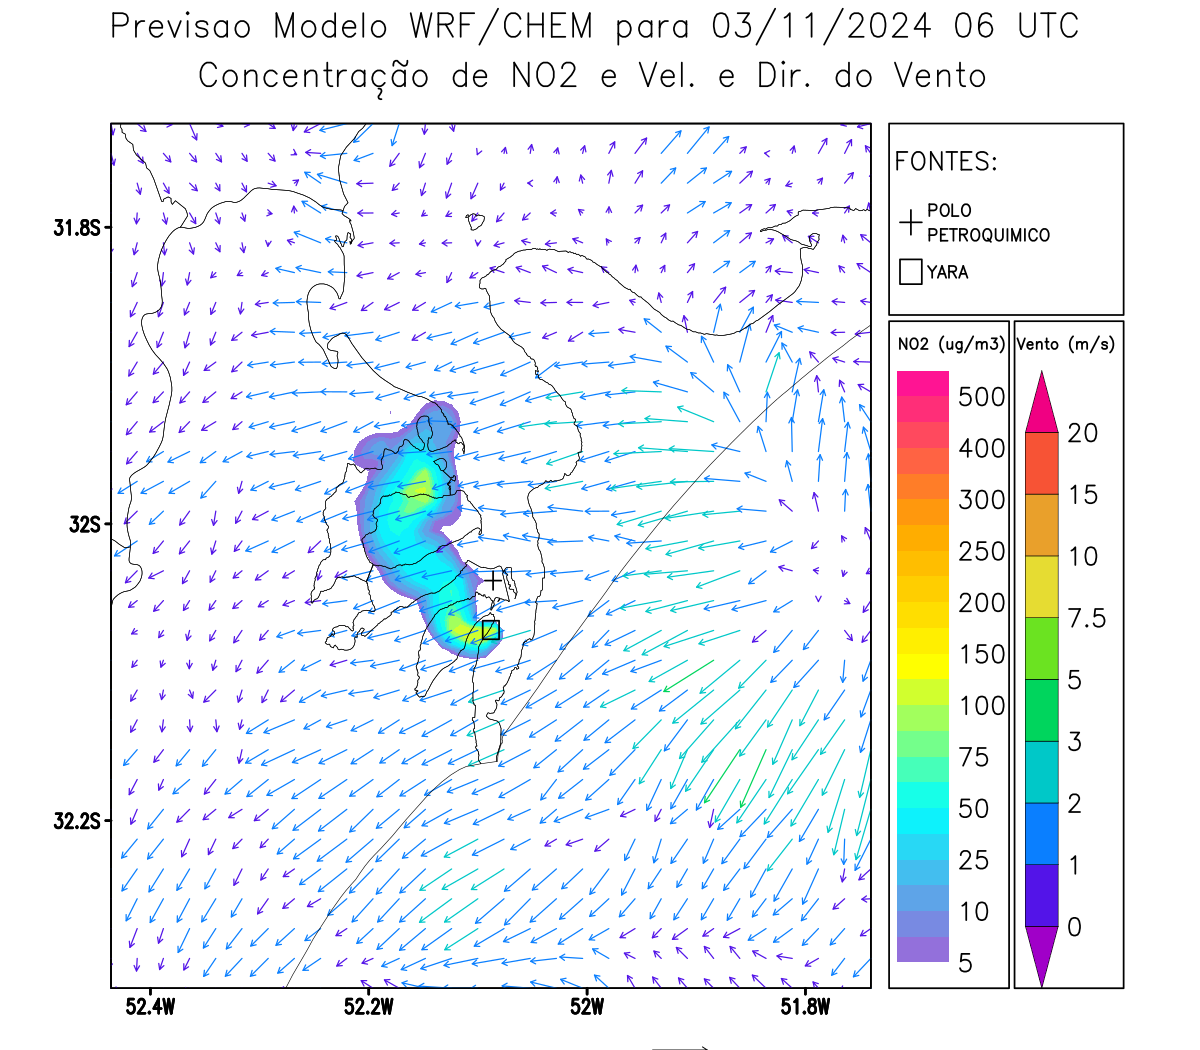 Previsao Modelo WRF/CHEM para 03/11/2024 06 UTC
Concentração de NO2 e Vel. e Dir. do Vento
FONTES:
POLO
PETROQUIMICO
YARA
31.8S
32S
32.2S
52.4W
52.2W
52W
51.8W
NO2 (ug/m3)
500
400
300
250
200
150
100
75
50
25
10
5
Vento (m/s)
20
15
10
7.5
5
3
2
1
0